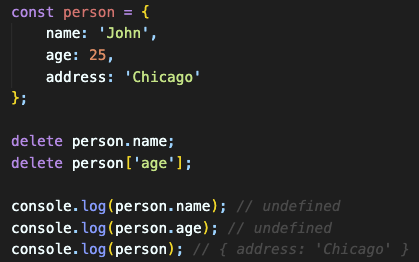 const person = {
    name: 'John',
    age: 25,
    address: 'Chicago'
};

delete person.name;
delete person['age'];

console.log(person.name); // undefined
console.log(person.age); // undefined
console.log(person); // { address: 'Chicago' }